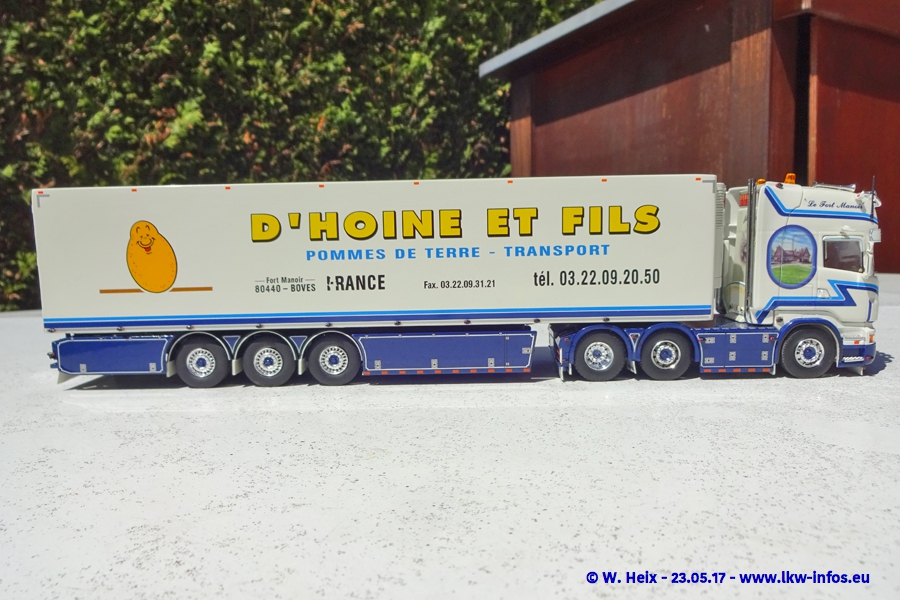 Le Fort Manoir
D'HOINE ET FILS
POMMES DE TERRE - TRANSPORT
Fort Manoir
80440 - BOVES
FRANCE
Fax. 03.22.09.31.21
tél. 03.22.09.20.50
© W. Heix - 23.05.17 - www.lkw-infos.eu